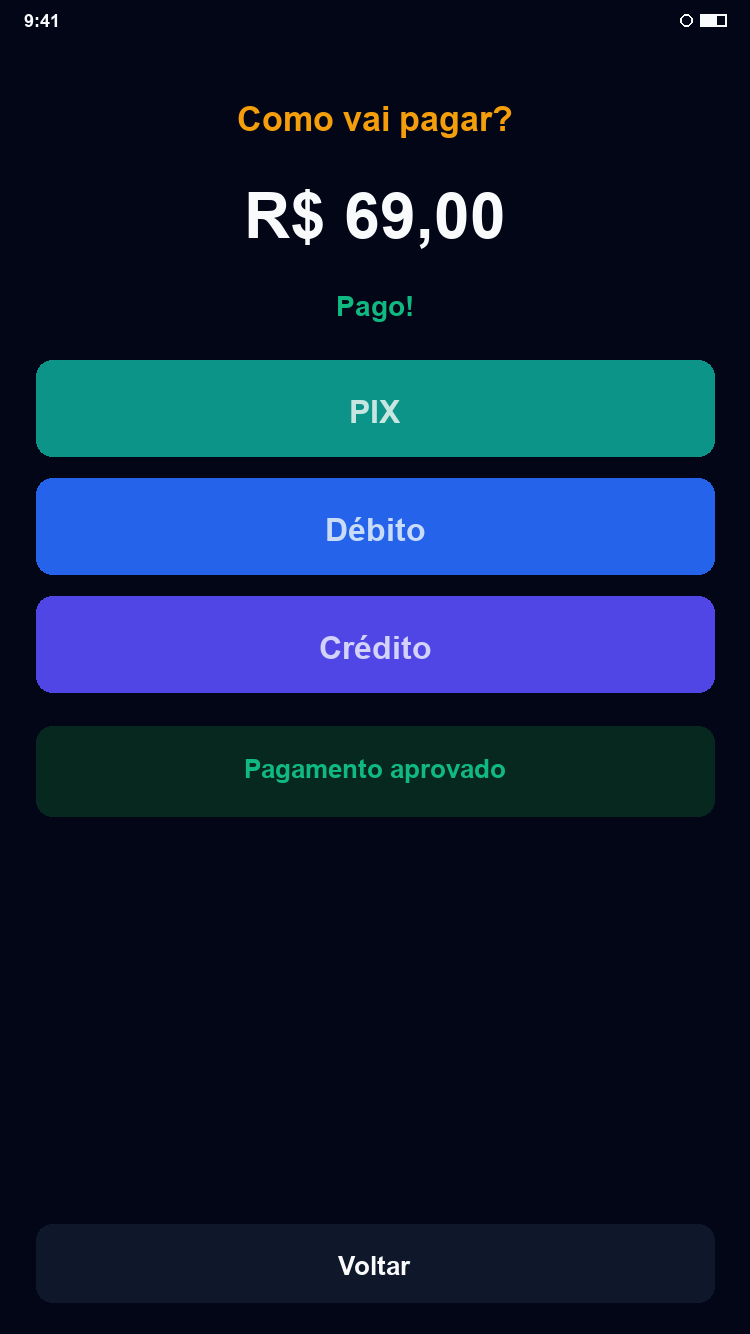 9:41
Como vai pagar?
R$ 69,00
Pago!
PIX
Débito
Crédito
Pagamento aprovado
Voltar